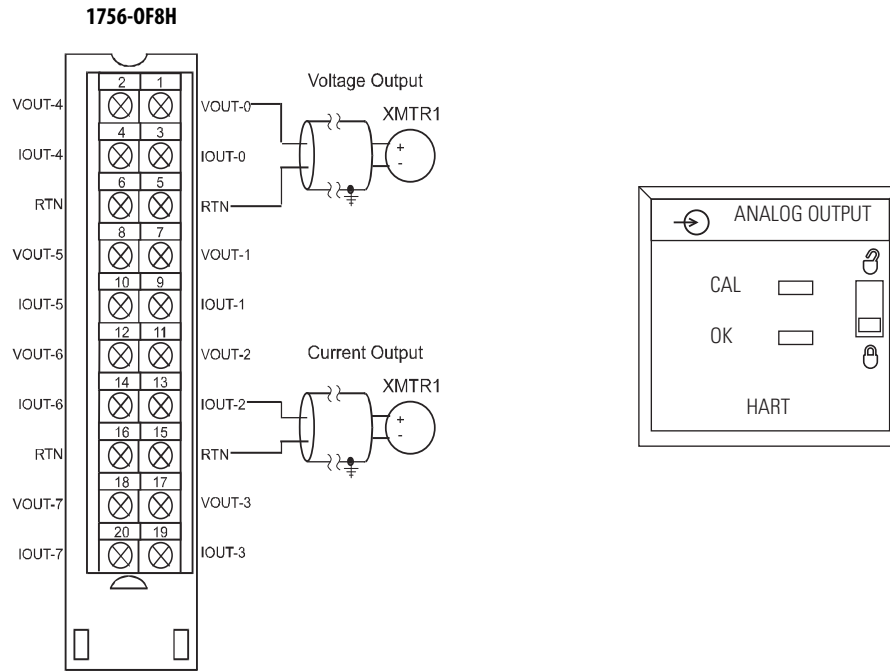 1756-OF8H
2 1
VOUT-4 VOUT-0
4 3
IOUT-4 IOUT-0
6 5
RTN RTN
8 7
VOUT-5 VOUT-1
10 9
IOUT-5 IOUT-1
12 11
VOUT-6 VOUT-2
14 13
IOUT-6 IOUT-2
16 15
RTN RTN
18 17
VOUT-7 VOUT-3
20 19
IOUT-7 IOUT-3
Voltage Output
XMTR1
+
-
Current Output
XMTR1
+
-
ANALOG OUTPUT
CAL
OK
HART